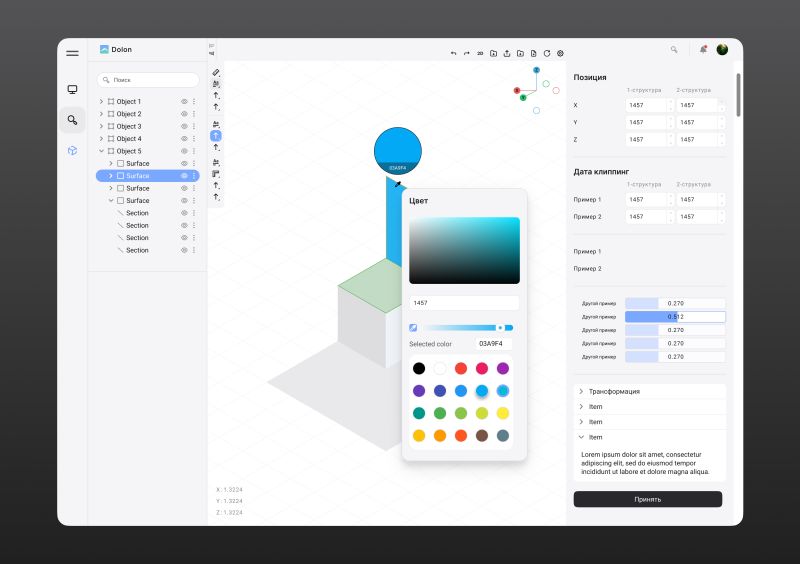 Dolon
Поиск
Object 1
Object 2
Object 3
Object 4
Object 5
Surface
Surface
Surface
Surface
Section
Section
Section
Section
2D
Z
X
Y
03A9F4
Цвет
1457
Selected color 03A9F4
X: 1.3224
Y: 1.3224
Z: 1.3224
Позиция
1-структура 2-структура
X 1457 1457
Y 1457 1457
Z 1457 1457
Дата клиппинг
1-структура 2-структура
Пример 1 1457 1457
Пример 2 1457 1457
Пример 1
Пример 2
Другой пример 0.270
Другой пример 0.512
Другой пример 0.270
Другой пример 0.270
Другой пример 0.270
Трансформация
Item
Item
Item
Lorem ipsum dolor sit amet, consectetur
adipiscing elit, sed do eiusmod tempor
incididunt ut labore et dolore magna aliqua.
Принять